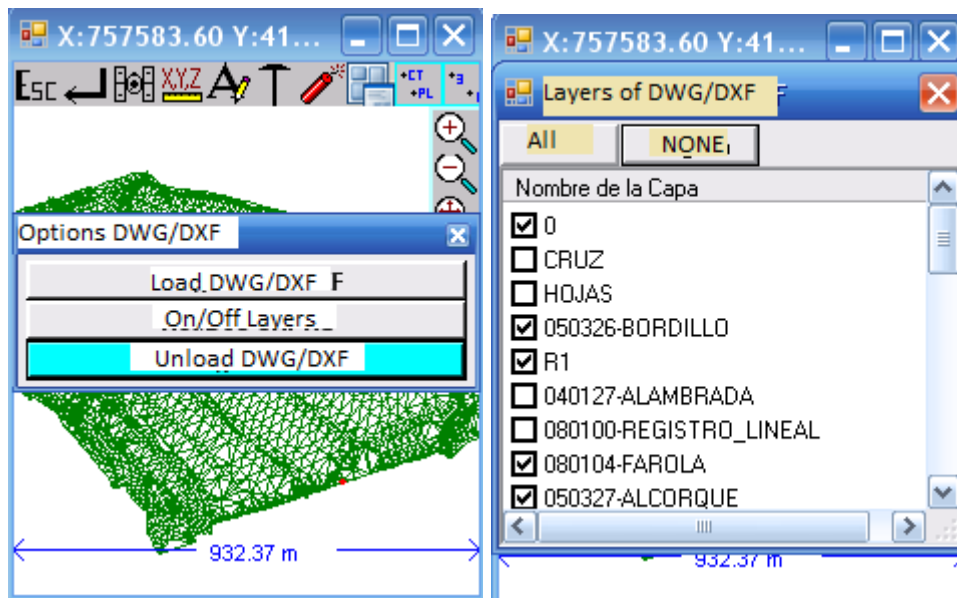 X:757583.60 Y:41...
Esc X,Y,Z A T +CT +PL +3
Options DWG/DXF
Load DWG/DXF F
On/Off Layers
Unload DWG/DXF
932.37 m
X:757583.60 Y:41...
Layers of DWG/DXF
All NONE
Nombre de la Capa
0
CRUZ
HOJAS
050326-BORDILLO
R1
040127-ALAMBRADA
080100-REGISTRO_LINEAL
080104-FAROLA
050327-ALCORQUE
932.37 m